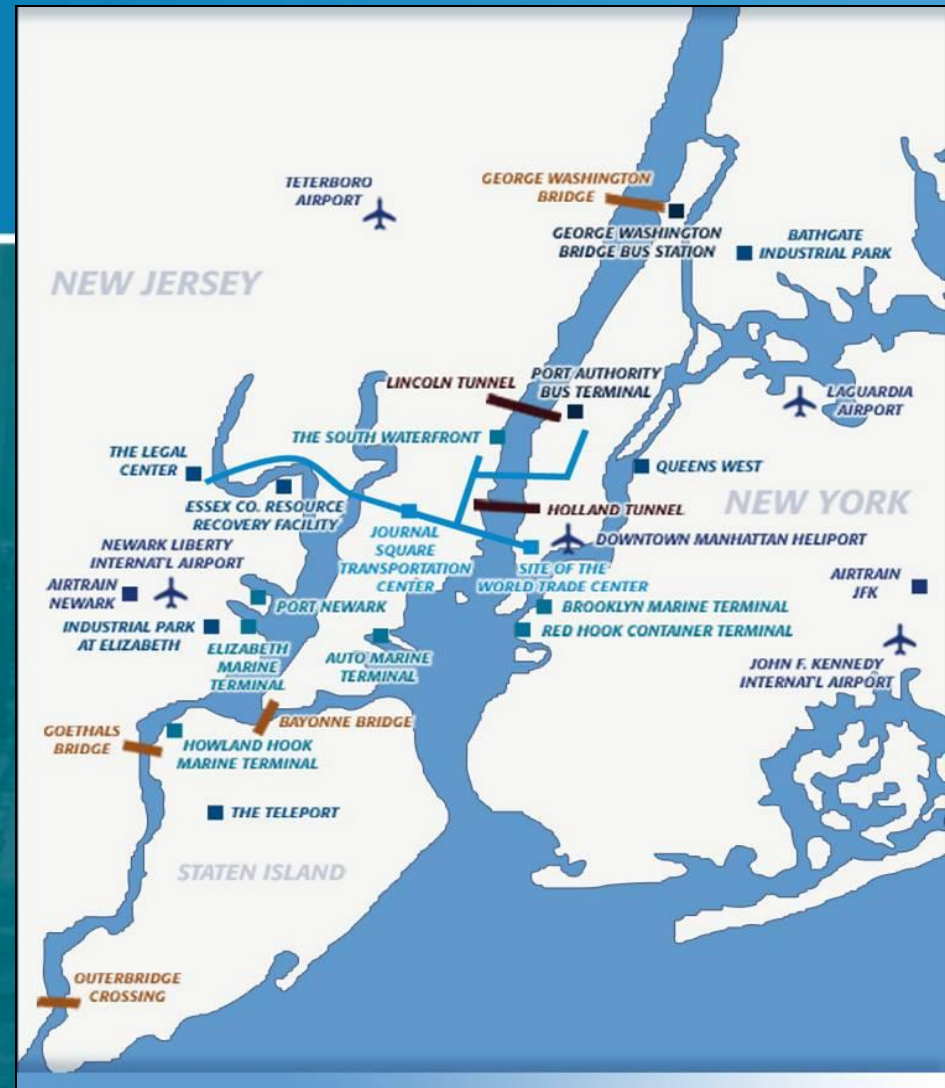 TETERBORO
AIRPORT
GEORGE WASHINGTON
BRIDGE
GEORGE WASHINGTON
BRIDGE BUS STATION
BATHGATE
INDUSTRIAL PARK
NEW JERSEY
LINCOLN TUNNEL
PORT AUTHORITY
BUS TERMINAL
LAGUARDIA
AIRPORT
THE SOUTH WATERFRONT
THE LEGAL
CENTER
QUEENS WEST
ESSEX CO. RESOURCE
RECOVERY FACILITY
NEW YORK
HOLLAND TUNNEL
JOURNAL
SQUARE
TRANSPORTATION
CENTER
DOWNTOWN MANHATTAN HELIPORT
SITE OF THE
WORLD TRADE CENTER
NEWARK LIBERTY
INTERNAT'L AIRPORT
AIRTRAIN
NEWARK
AIRTRAIN
JFK
PORT NEWARK
BROOKLYN MARINE TERMINAL
INDUSTRIAL PARK
AT ELIZABETH
RED HOOK CONTAINER TERMINAL
ELIZABETH
MARINE
TERMINAL
AUTO MARINE
TERMINAL
JOHN F. KENNEDY
INTERNAT'L AIRPORT
BAYONNE BRIDGE
GOETHALS
BRIDGE
HOWLAND HOOK
MARINE TERMINAL
THE TELEPORT
STATEN ISLAND
OUTERBRIDGE
CROSSING